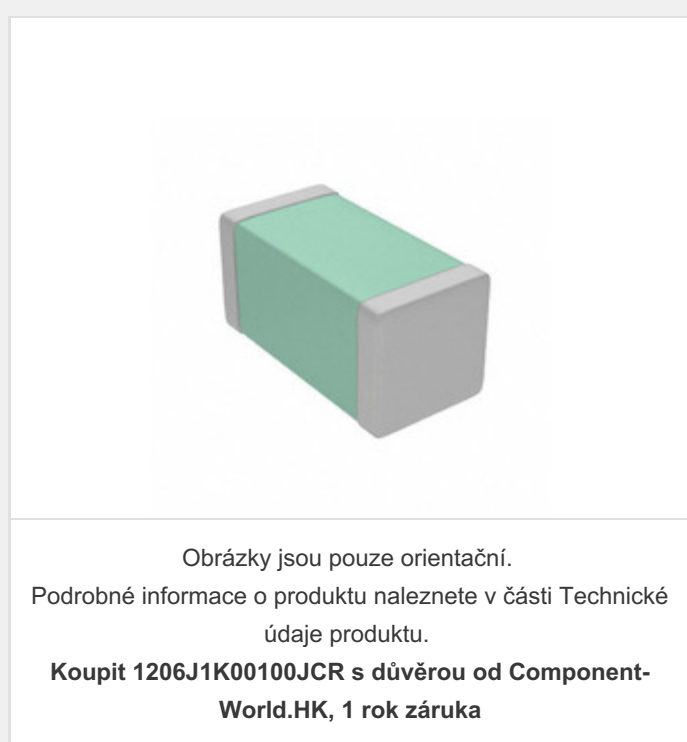 Obrázky jsou pouze orientační.
Podrobné informace o produktu naleznete v části Technické
údaje produktu.
Koupit 1206J1K00100JCR s důvěrou od Component-
World.HK, 1 rok záruka